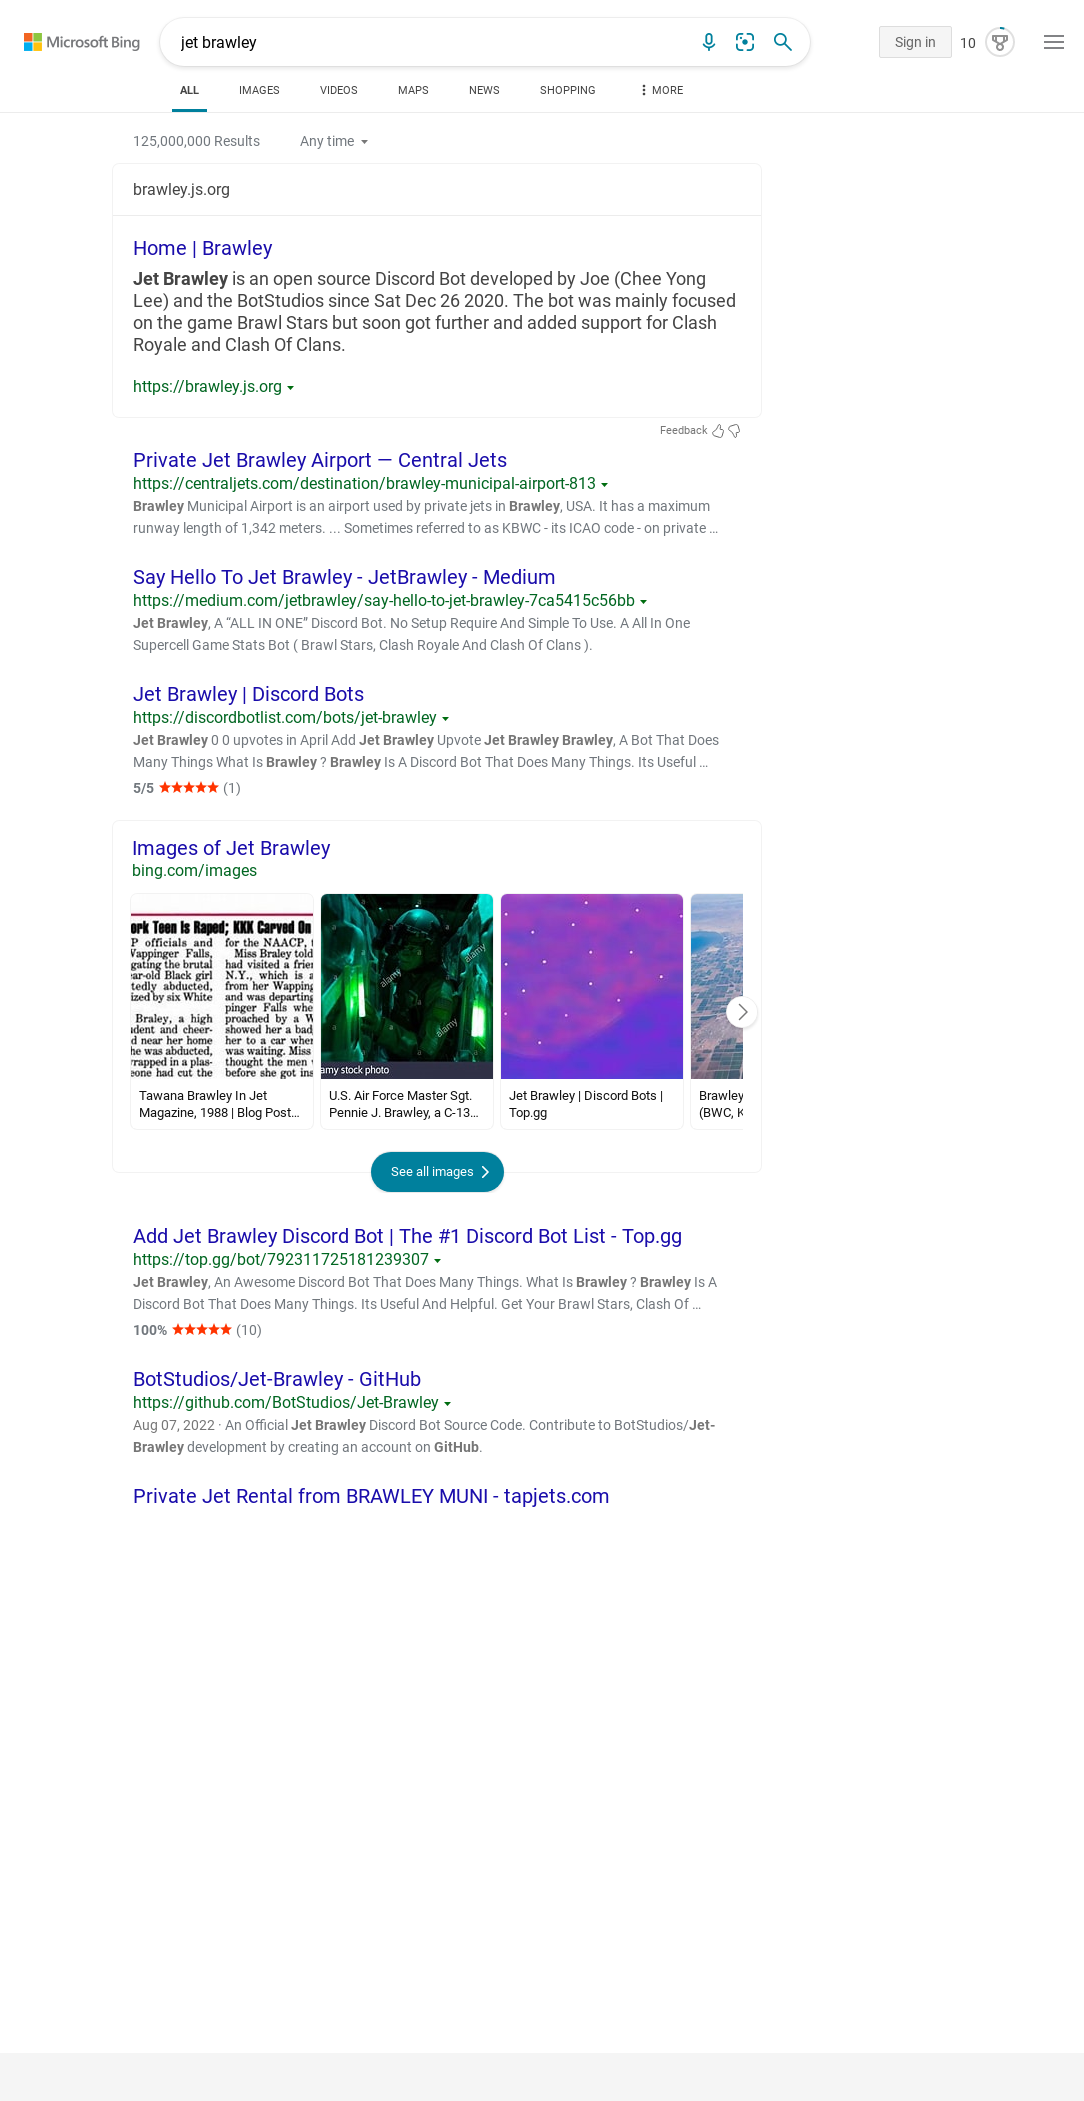 Microsoft Bing
jet brawley
Sign in
10
ALL
IMAGES
VIDEOS
MAPS
NEWS
SHOPPING
MORE
125,000,000 Results
Any time
brawley.js.org
Home | Brawley
Jet Brawley is an open source Discord Bot developed by Joe (Chee Yong
Lee) and the BotStudios since Sat Dec 26 2020. The bot was mainly focused
on the game Brawl Stars but soon got further and added support for Clash
Royale and Clash Of Clans.
https://brawley.js.org
Feedback
Private Jet Brawley Airport — Central Jets
https://centraljets.com/destination/brawley-municipal-airport-813
Brawley Municipal Airport is an airport used by private jets in Brawley, USA. It has a maximum
runway length of 1,342 meters. ... Sometimes referred to as KBWC - its ICAO code - on private …
Say Hello To Jet Brawley - JetBrawley - Medium
https://medium.com/jetbrawley/say-hello-to-jet-brawley-7ca5415c56bb
Jet Brawley, A “ALL IN ONE” Discord Bot. No Setup Require And Simple To Use. A All In One
Supercell Game Stats Bot ( Brawl Stars, Clash Royale And Clash Of Clans ).
Jet Brawley | Discord Bots
https://discordbotlist.com/bots/jet-brawley
Jet Brawley 0 0 upvotes in April Add Jet Brawley Upvote Jet Brawley Brawley, A Bot That Does
Many Things What Is Brawley ? Brawley Is A Discord Bot That Does Many Things. Its Useful …
5/5 (1)
Images of Jet Brawley
bing.com/images
ork Teen Is Raped; KKK Carved On
P officials and
Wappinger Falls,
gating the brutal
ear-old Black girl
tedly abducted,
ized by six White
Braley, a high
udent and cheer-
d near her home
he was abducted,
vrapped in a plas-
eone had cut the
for the NAACP,
Miss Braley told
had visited a frie
N.Y., which is a
from her Wapping
and was departing
pinger Falls whe
proached by a W
showed her a bad
her to a car wher
was waiting. Miss
thought the men
before she got ins
alamy
alamy
alamy
amy stock photo
Tawana Brawley In Jet
Magazine, 1988 | Blog Post…
U.S. Air Force Master Sgt.
Pennie J. Brawley, a C-13…
Jet Brawley | Discord Bots |
Top.gg
Brawley
(BWC, K
See all images
Add Jet Brawley Discord Bot | The #1 Discord Bot List - Top.gg
https://top.gg/bot/792311725181239307
Jet Brawley, An Awesome Discord Bot That Does Many Things. What Is Brawley ? Brawley Is A
Discord Bot That Does Many Things. Its Useful And Helpful. Get Your Brawl Stars, Clash Of …
100% (10)
BotStudios/Jet-Brawley - GitHub
https://github.com/BotStudios/Jet-Brawley
Aug 07, 2022 · An Official Jet Brawley Discord Bot Source Code. Contribute to BotStudios/Jet-
Brawley development by creating an account on GitHub.
Private Jet Rental from BRAWLEY MUNI - tapjets.com